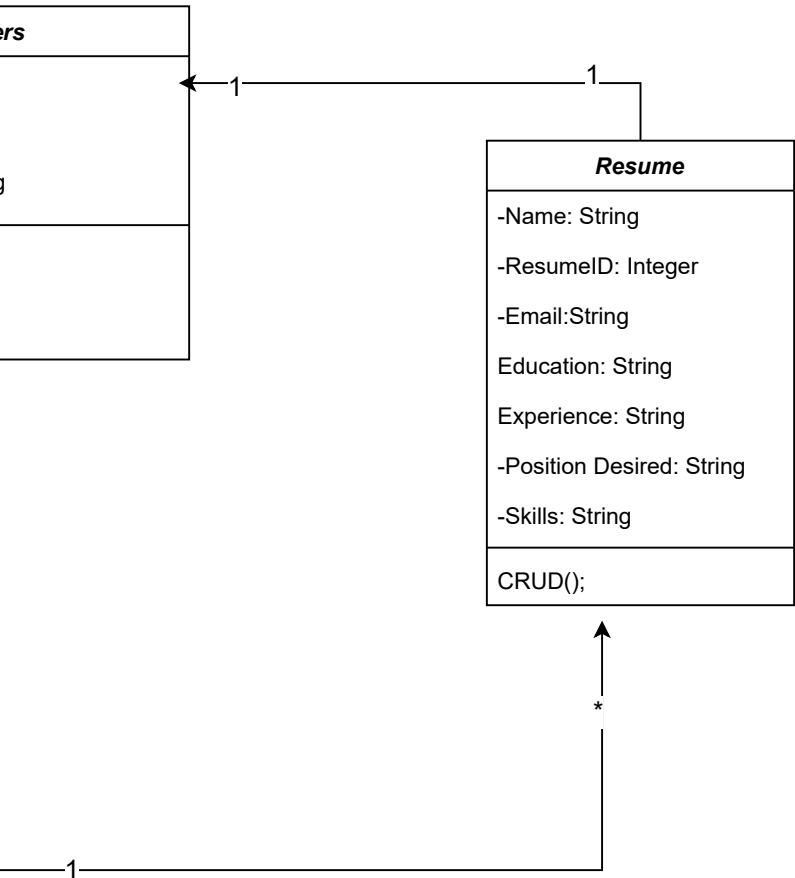 ers
1
1
g
Resume
-Name: String
-ResumeID: Integer
-Email:String
Education: String
Experience: String
-Position Desired: String
-Skills: String
CRUD();
*
1